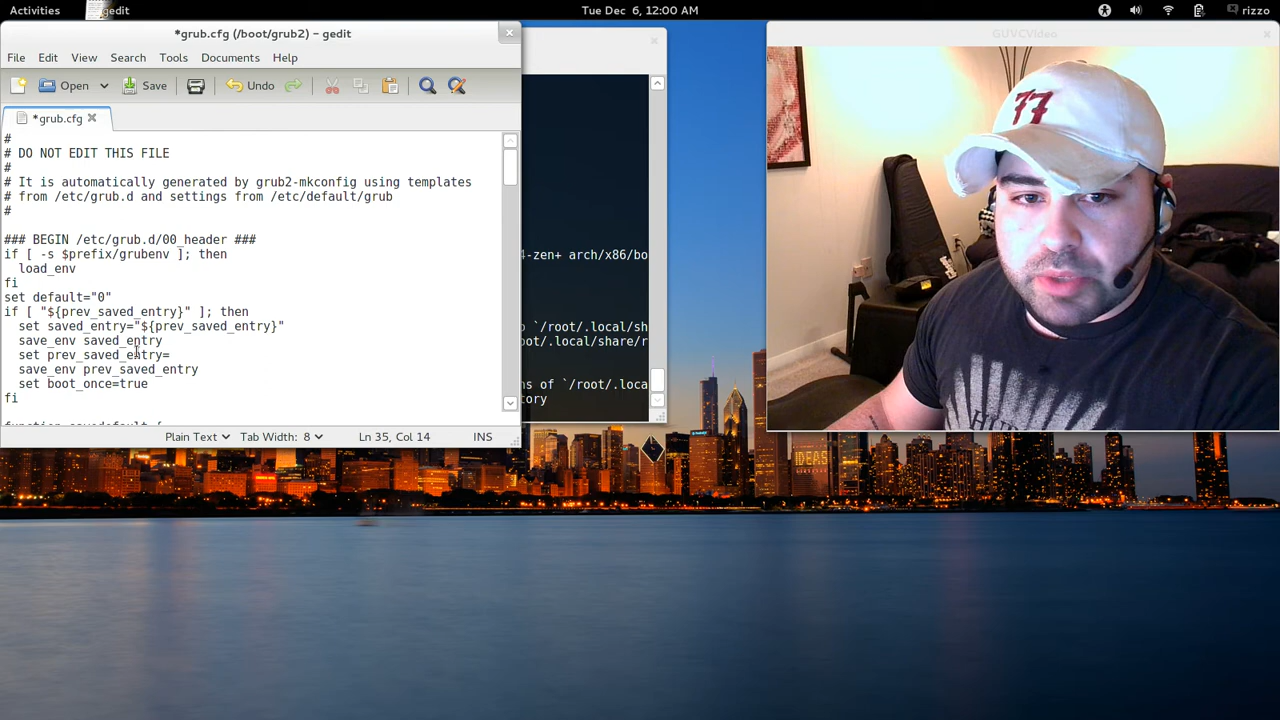 Activities
gedit
Tue Dec 6, 12:00 AM
rizzo
*grub.cfg (/boot/grub2) – gedit
File Edit View Search Tools Documents Help
Open Save Undo
*grub.cfg
#
# DO NOT EDIT THIS FILE
#
# It is automatically generated by grub2-mkconfig using templates
# from /etc/grub.d and settings from /etc/default/grub
#
### BEGIN /etc/grub.d/00_header ###
if [ -s $prefix/grubenv ]; then
load_env
fi
set default="0"
if [ "${prev_saved_entry}" ]; then
set saved_entry="${prev_saved_entry}"
save_env saved_entry
set prev_saved_entry=
save_env prev_saved_entry
set boot_once=true
fi
Plain Text Tab Width: 8 Ln 35, Col 14 INS
4-zen+ arch/x86/bo
`/root/.local/sh
oot/.local/share/r
ns of `/root/.loca
tory
GUVCVideo
77
IDEAS